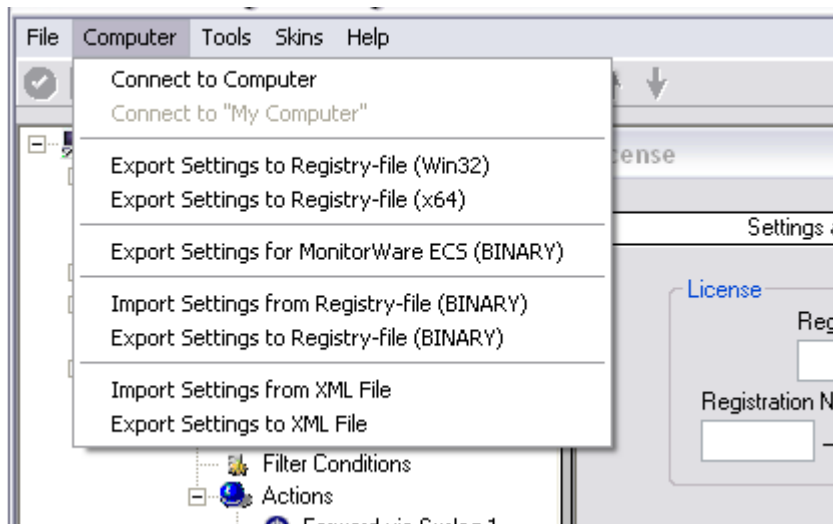 File Computer Tools Skins Help
Connect to Computer
Connect to "My Computer"
Export Settings to Registry-file (Win32)
Export Settings to Registry-file (x64)
Export Settings for MonitorWare ECS (BINARY)
Import Settings from Registry-file (BINARY)
Export Settings to Registry-file (BINARY)
Import Settings from XML File
Export Settings to XML File
Settings
License
Registration
Filter Conditions
Actions